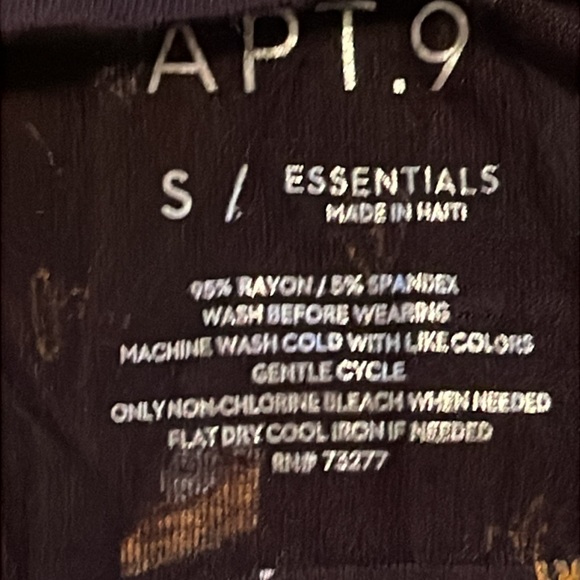 APT.9
S / ESSENTIALS
MADE IN HAITI
95% RAYON / 5% SPANDEX
WASH BEFORE WEARING
MACHINE WASH COLD WITH LIKE COLORS
GENTLE CYCLE
ONLY NON-CHLORINE BLEACH WHEN NEEDED
FLAT DRY COOL IRON IF NEEDED
RN# 73277